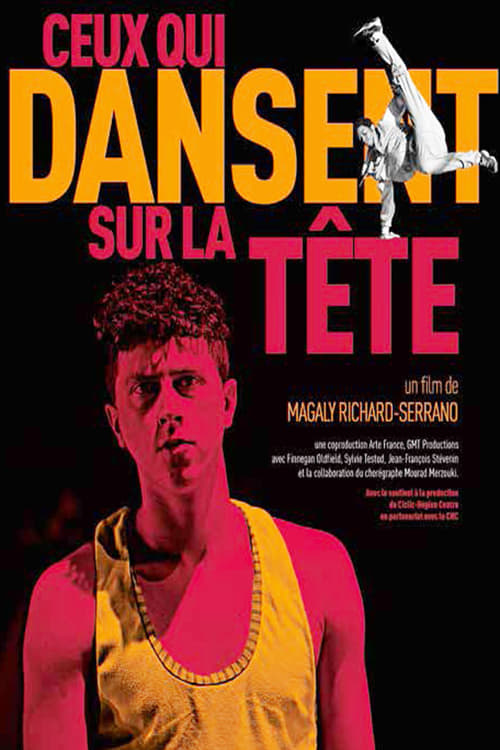 CEUX QUI
DANSENT
SUR LA
TÊTE
un film de
MAGALY RICHARD-SERRANO
une coproduction Arte France, GMT Productions
avec Finnegan Oldfield, Sylvie Testud, Jean-François Stévenin
et la collaboration du chorégraphe Mourad Merzouki.
Avec le soutient à la production
de Ciclic-Région Centre
en partenariat avec le CNC